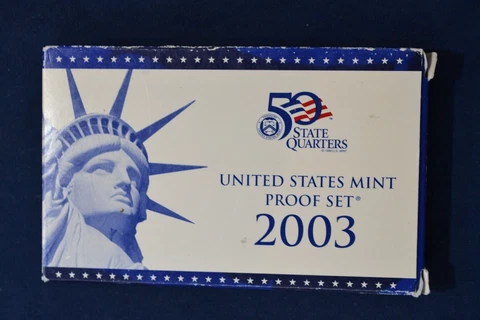 50
STATE
QUARTERS
UNITED STATES MINT
PROOF SET®
2003